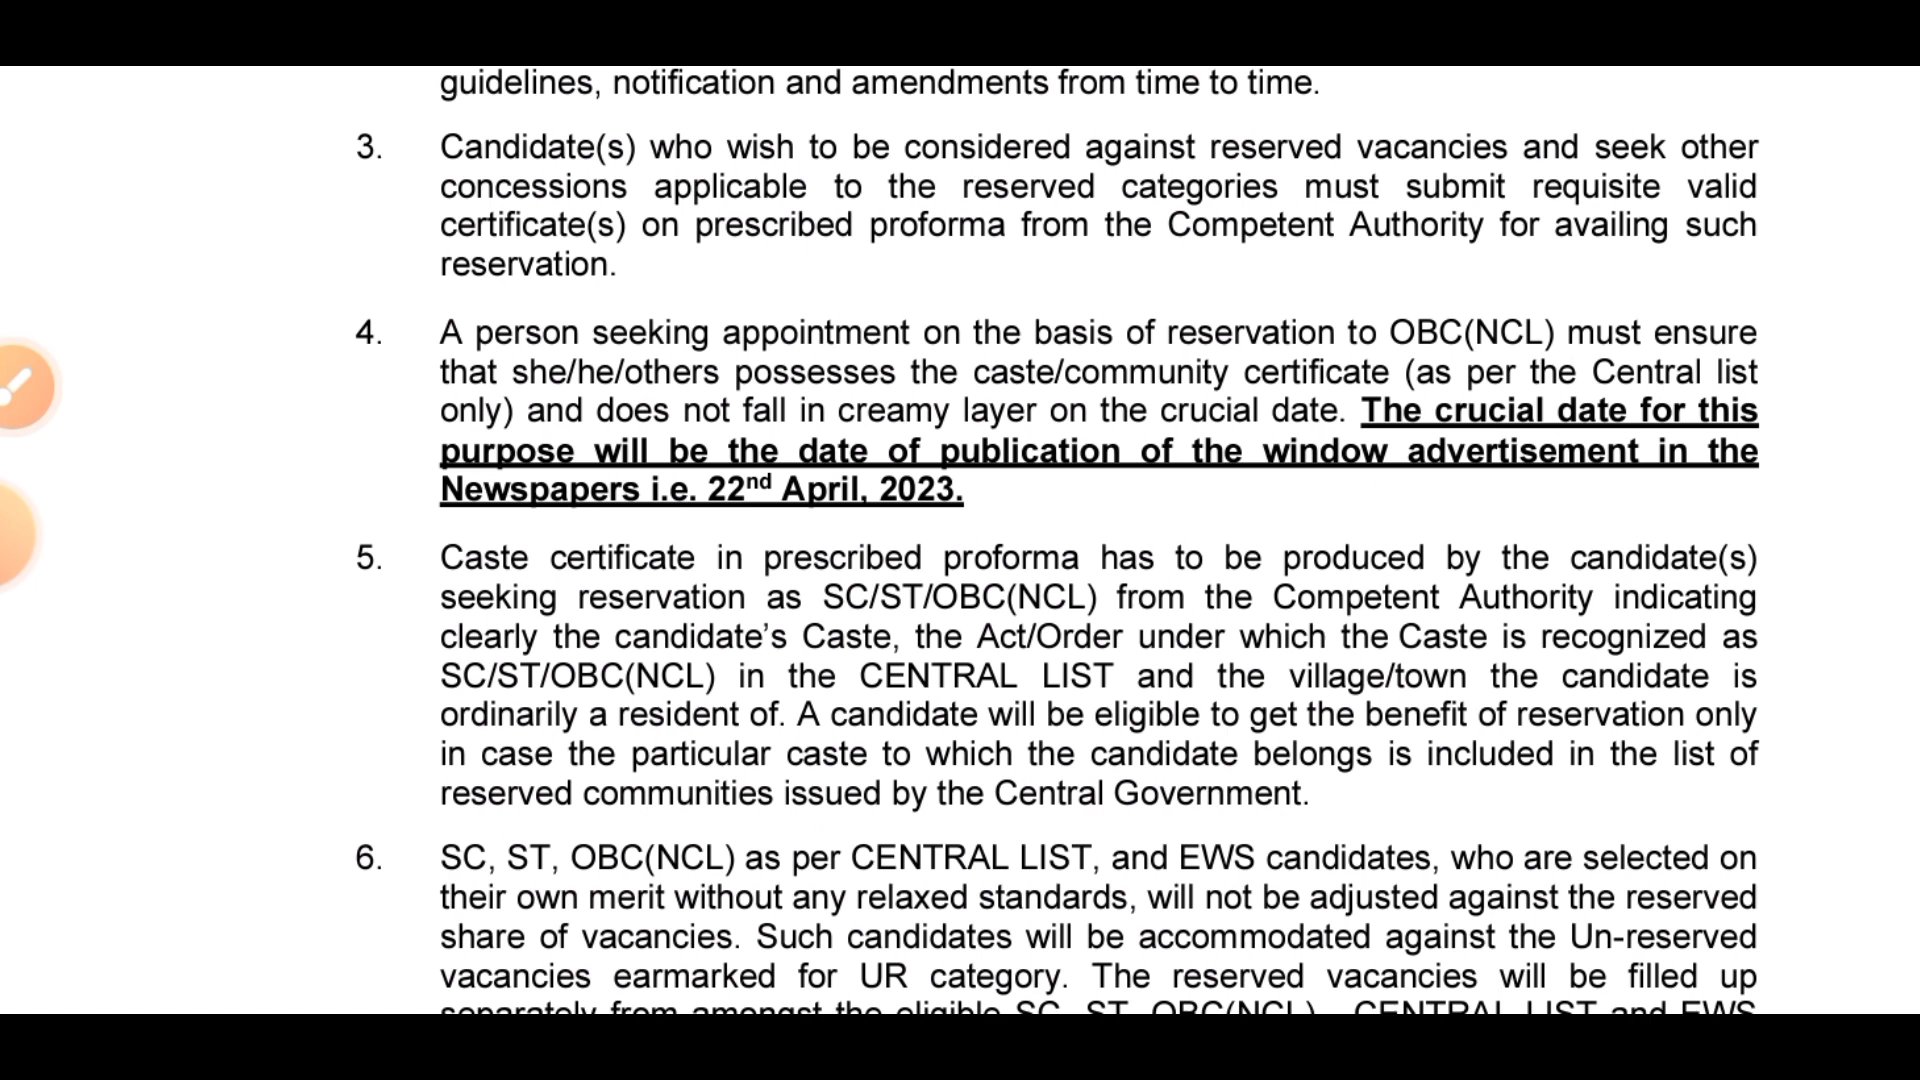 guidelines, notification and amendments from time to time.
3. Candidate(s) who wish to be considered against reserved vacancies and seek other
concessions applicable to the reserved categories must submit requisite valid
certificate(s) on prescribed proforma from the Competent Authority for availing such
reservation.
4. A person seeking appointment on the basis of reservation to OBC(NCL) must ensure
that she/he/others possesses the caste/community certificate (as per the Central list
only) and does not fall in creamy layer on the crucial date. The crucial date for this
purpose will be the date of publication of the window advertisement in the
Newspapers i.e. 22nd April, 2023.
5. Caste certificate in prescribed proforma has to be produced by the candidate(s)
seeking reservation as SC/ST/OBC(NCL) from the Competent Authority indicating
clearly the candidate’s Caste, the Act/Order under which the Caste is recognized as
SC/ST/OBC(NCL) in the CENTRAL LIST and the village/town the candidate is
ordinarily a resident of. A candidate will be eligible to get the benefit of reservation only
in case the particular caste to which the candidate belongs is included in the list of
reserved communities issued by the Central Government.
6. SC, ST, OBC(NCL) as per CENTRAL LIST, and EWS candidates, who are selected on
their own merit without any relaxed standards, will not be adjusted against the reserved
share of vacancies. Such candidates will be accommodated against the Un-reserved
vacancies earmarked for UR category. The reserved vacancies will be filled up
separately from amongst the eligible SC, ST, OBC(NCL) CENTRAL LIST and EWS